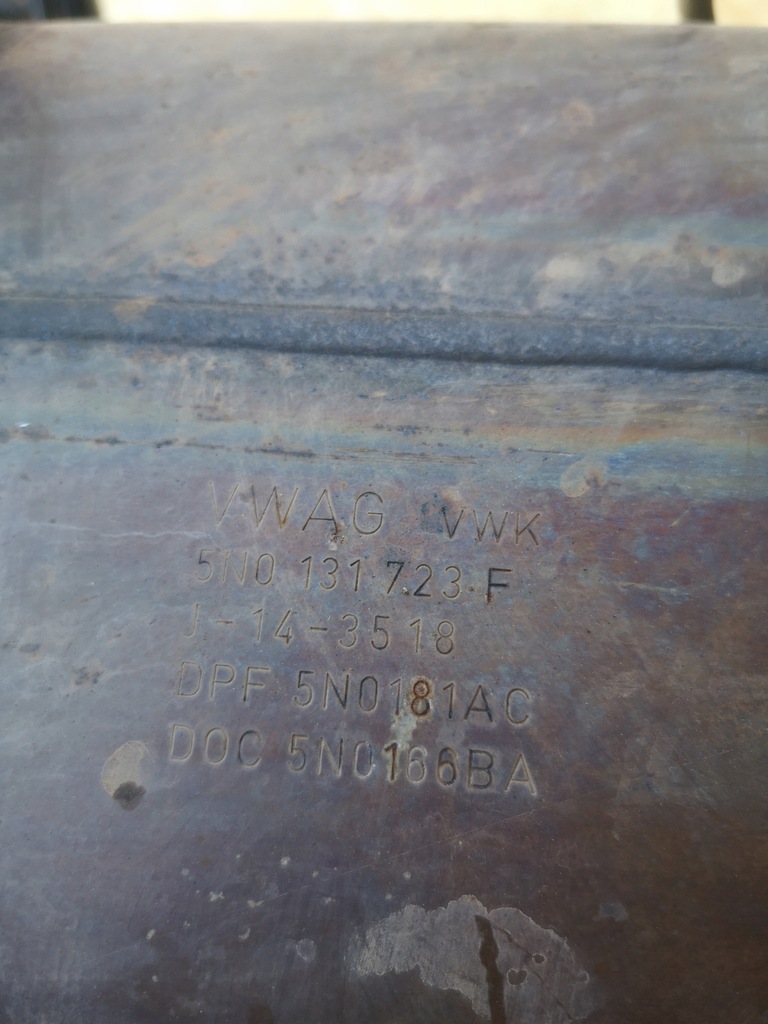 VWAG VWK
5N0 131 723 F
J-14-3518
DPF 5N0181AC
DOC 5N0166BA